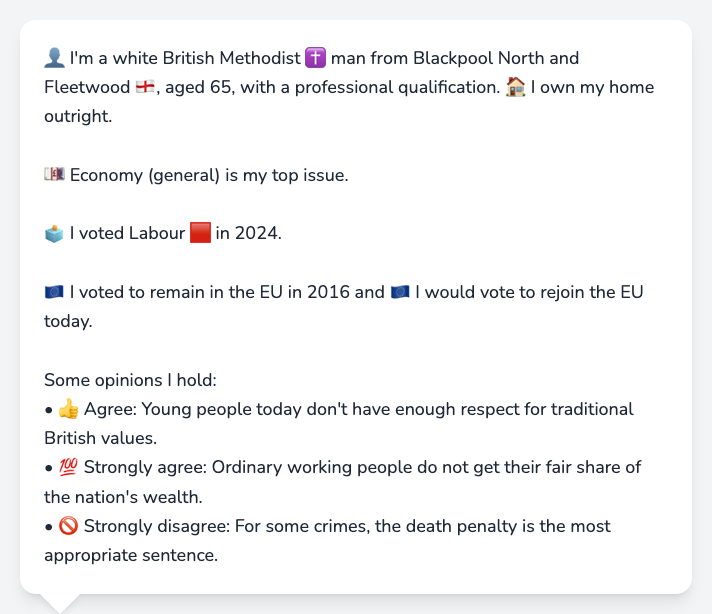 👤 I'm a white British Methodist ✝️ man from Blackpool North and
Fleetwood 🏴󠁧󠁢󠁥󠁮󠁧󠁿, aged 65, with a professional qualification. 🏠 I own my home
outright.
💷 Economy (general) is my top issue.
🗳️ I voted Labour 🟥 in 2024.
🇪🇺 I voted to remain in the EU in 2016 and 🇪🇺 I would vote to rejoin the EU
today.
Some opinions I hold:
• 👍 Agree: Young people today don't have enough respect for traditional
British values.
• 💯 Strongly agree: Ordinary working people do not get their fair share of
the nation's wealth.
• 🚫 Strongly disagree: For some crimes, the death penalty is the most
appropriate sentence.